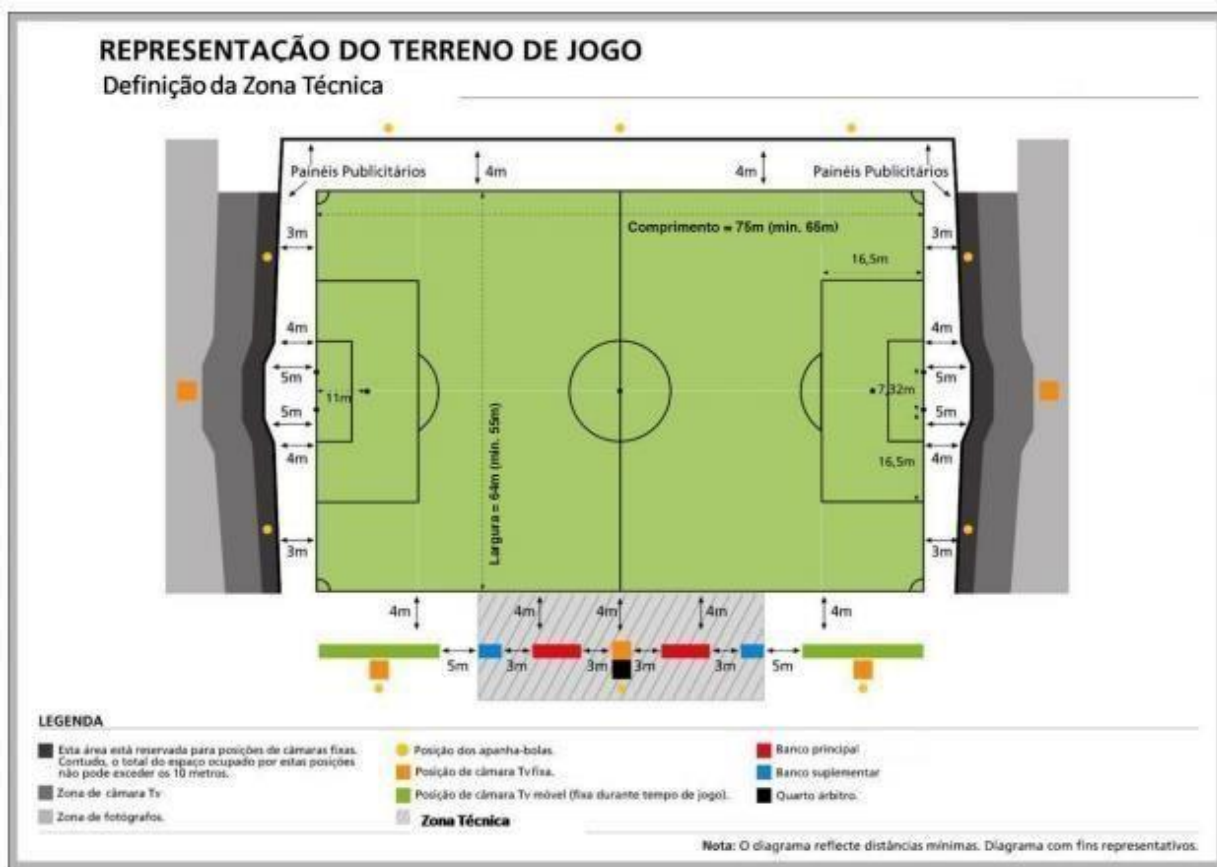 REPRESENTAÇÃO DO TERRENO DE JOGO
Definição da Zona Técnica
Painéis Publicitários
4m
4m
Painéis Publicitários
3m
Comprimento = 75m (min. 65m)
3m
16,5m
4m
4m
5m
5m
11m
7,32m
5m
5m
4m
16,5m
4m
Largura = 64m (min. 55m)
3m
3m
4m
4m
4m
4m
4m
5m
3m
3m
3m
3m
5m
LEGENDA
Esta área está reservada para posições de câmaras fixas.
Contudo, o total do espaço ocupado por estas posições
não pode exceder os 10 metros.
Zona de câmara Tv
Zona de fotógrafos.
Posição dos apanha-bolas.
Posição de câmara Tv fixa.
Posição de câmara Tv móvel (fixa durante tempo de jogo).
Zona Técnica
Banco principal
Banco suplementar
Quarto árbitro.
Nota: O diagrama reflecte distâncias mínimas. Diagrama com fins representativos.